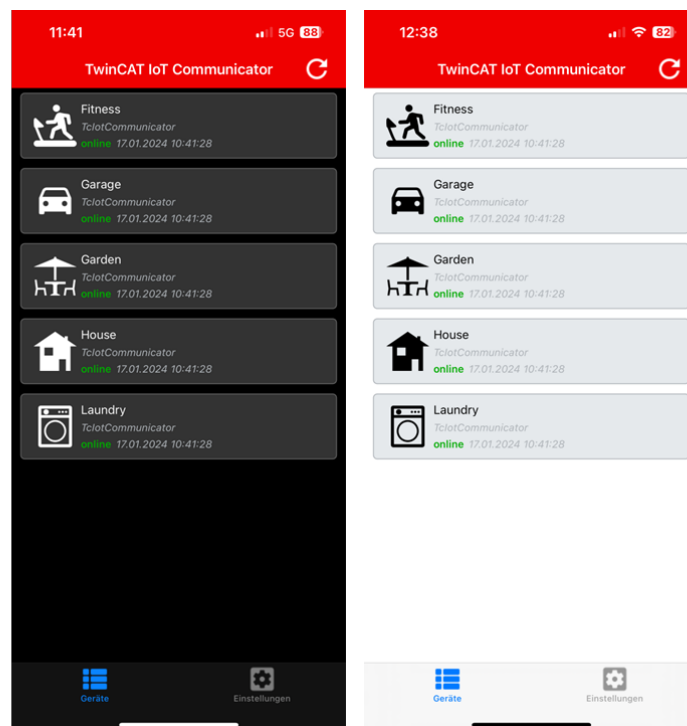 11:41
5G 88
TwinCAT IoT Communicator
Fitness
TcIotCommunicator
online 17.01.2024 10:41:28
Garage
TcIotCommunicator
online 17.01.2024 10:41:28
Garden
TcIotCommunicator
online 17.01.2024 10:41:28
House
TcIotCommunicator
online 17.01.2024 10:41:28
Laundry
TcIotCommunicator
online 17.01.2024 10:41:28
Geräte
Einstellungen
12:38
82
TwinCAT IoT Communicator
Fitness
TcIotCommunicator
online 17.01.2024 10:41:28
Garage
TcIotCommunicator
online 17.01.2024 10:41:28
Garden
TcIotCommunicator
online 17.01.2024 10:41:28
House
TcIotCommunicator
online 17.01.2024 10:41:28
Laundry
TcIotCommunicator
online 17.01.2024 10:41:28
Geräte
Einstellungen